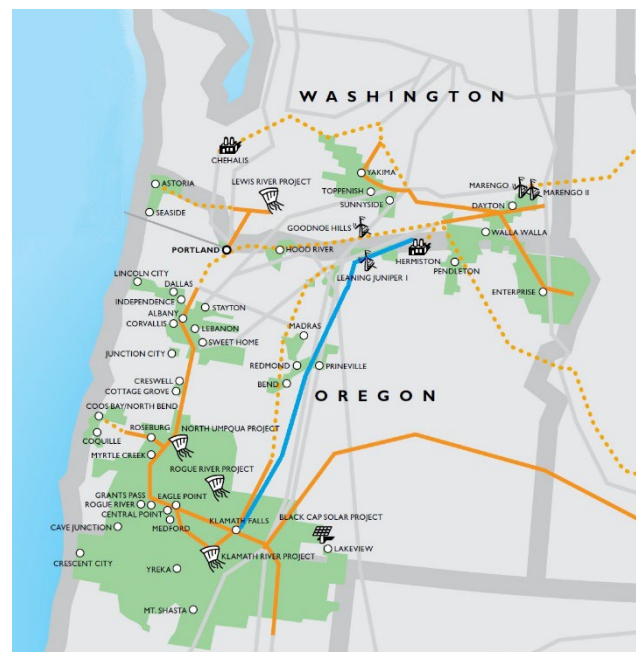 WASHINGTON
CHEHALIS
YAKIMA
ASTORIA
LEWIS RIVER PROJECT
TOPPENISH
MARENGO
MARENGO II
SUNNYSIDE
DAYTON
SEASIDE
GOODNOE HILLS
WALLA WALLA
PORTLAND
HOOD RIVER
HERMISTON
PENDLETON
LEANING JUNIPER I
LINCOLN CITY
DALLAS
ENTERPRISE
INDEPENDENCE
STAYTON
ALBANY
CORVALLIS
LEBANON
MADRAS
SWEET HOME
JUNCTION CITY
REDMOND
PRINEVILLE
CRESWELL
BEND
COTTAGE GROVE
OREGON
COOS BAY/NORTH BEND
ROSEBURG
NORTH UMPQUA PROJECT
COQUILLE
MYRTLE CREEK
ROGUE RIVER PROJECT
GRANTS PASS
EAGLE POINT
ROGUE RIVER
CENTRAL POINT
KLAMATH FALLS
BLACK CAP SOLAR PROJECT
CAVE JUNCTION
MEDFORD
LAKEVIEW
CRESCENT CITY
KLAMATH RIVER PROJECT
YREKA
MT. SHASTA